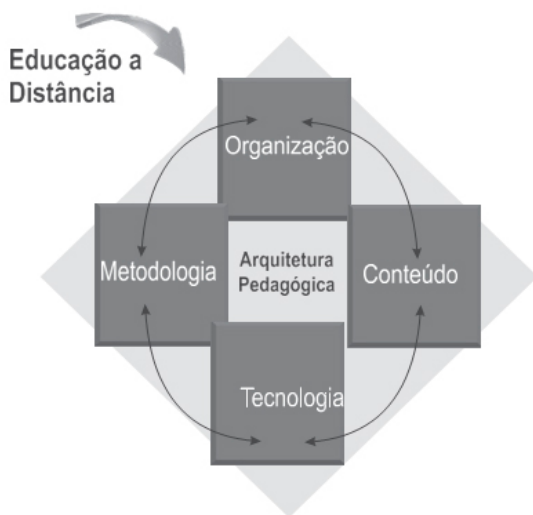 Educação a
Distância
Organização
Metodologia
Arquitetura
Pedagógica
Conteúdo
Tecnologia